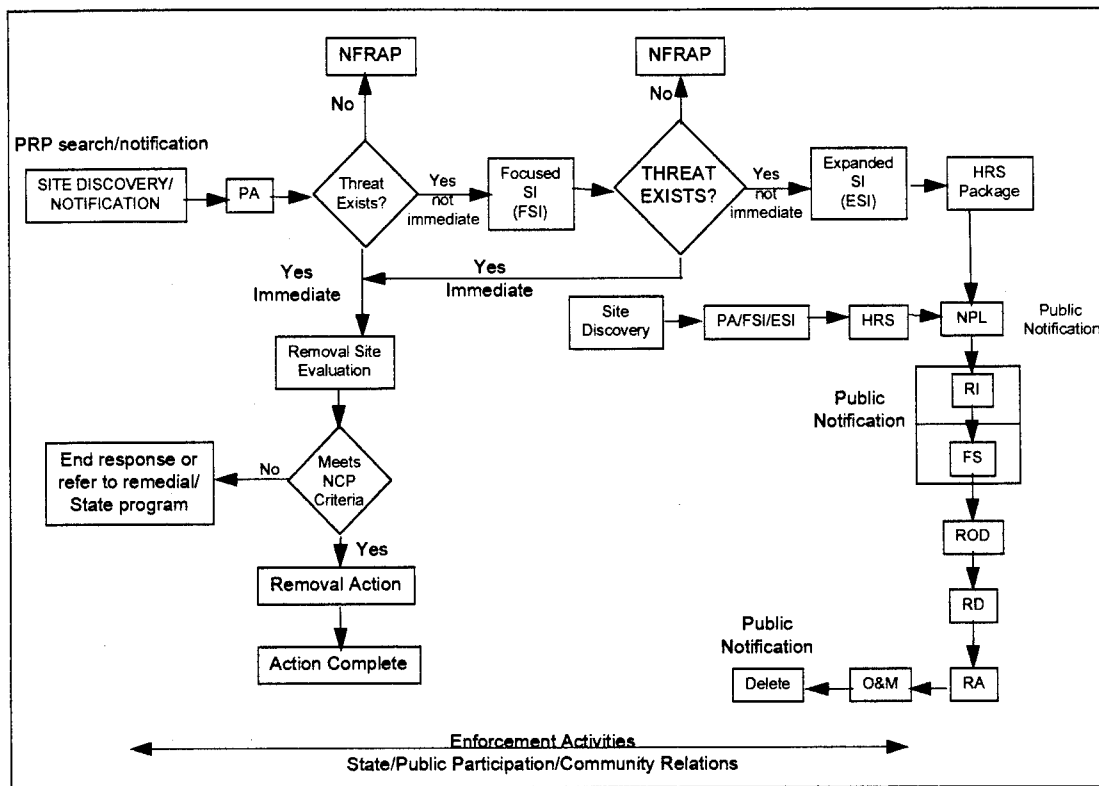 NFRAP
NFRAP
No
No
PRP search/notification
SITE DISCOVERY/
NOTIFICATION
PA
Threat
Exists?
Yes
not
immediate
Focused
SI
(FSI)
THREAT
EXISTS?
Yes
not
immediate
Expanded
SI
(ESI)
HRS
Package
Yes
Immediate
Yes
Immediate
Site
Discovery
PA/FSI/ESI
HRS
NPL
Public
Notification
Removal Site
Evaluation
Public
Notification
RI
FS
End response or
refer to remedial/
State program
No
Meets
NCP
Criteria
Yes
ROD
Removal Action
RD
Public
Notification
Action Complete
Delete
O&M
RA
Enforcement Activities
State/Public Participation/Community Relations